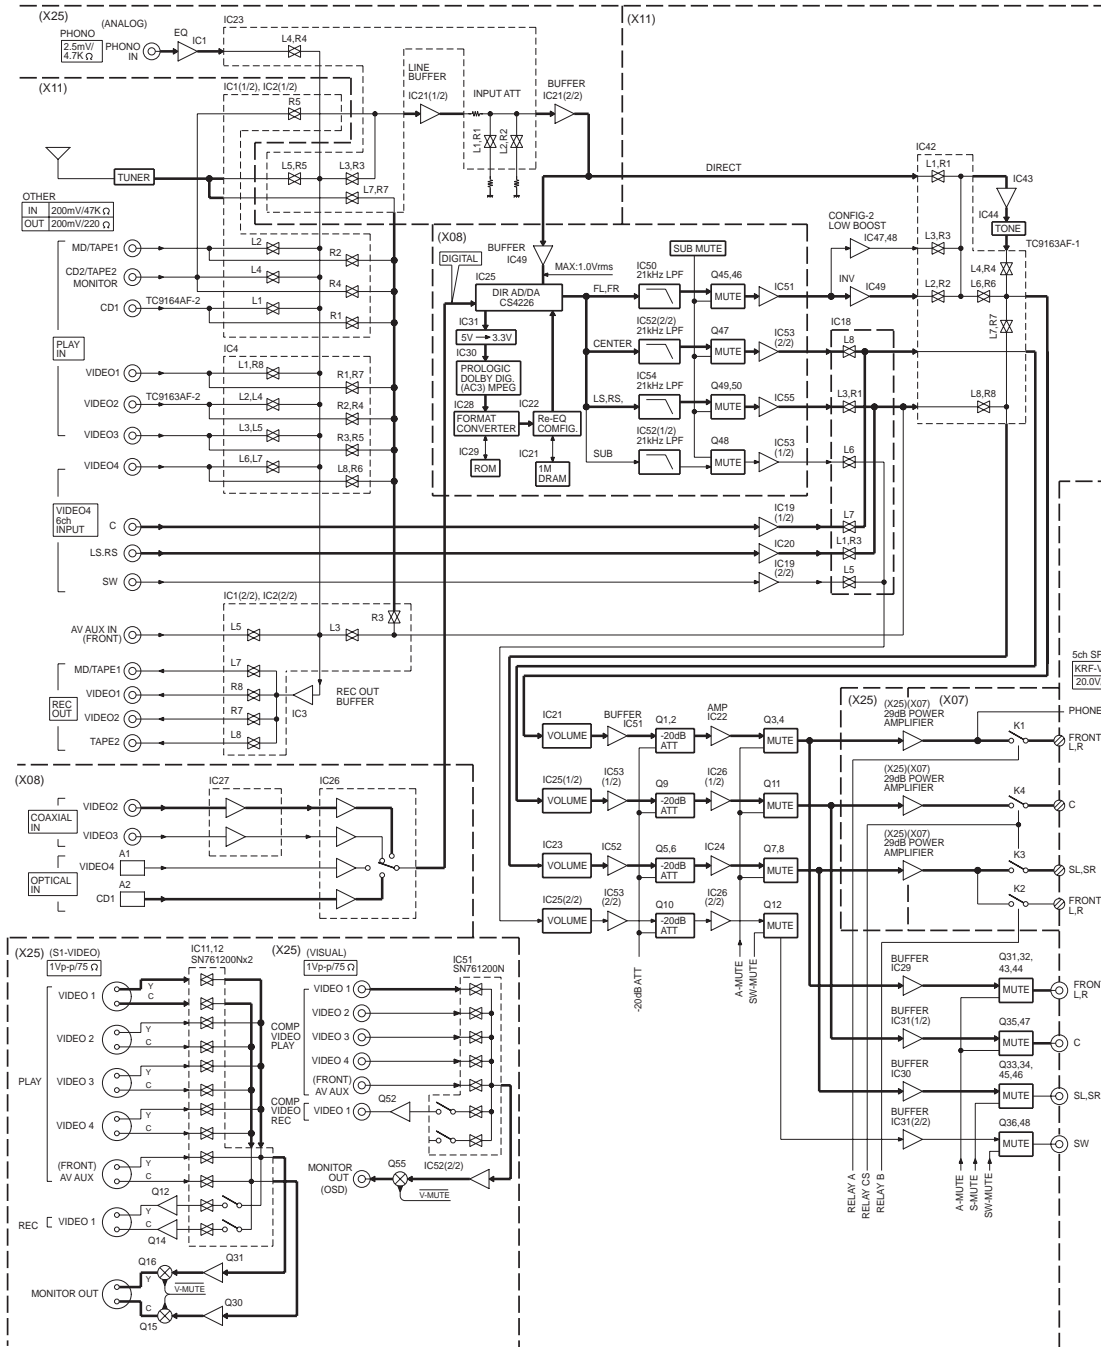 (X25)
(ANALOG)
PHONO
2.5mV/
4.7KΩ
PHONO
IN
EQ
IC1
IC23
L4,R4
(X11)
(X11)
IC1(1/2), IC2(1/2)
R5
LINE
BUFFER
IC21(1/2)
INPUT ATT
BUFFER
IC21(2/2)
L1,R1
L2,R2
TUNER
L5,R5
L3,R3
L7,R7
DIRECT
IC42
L1,R1
IC43
IC44
TONE
TC9163AF-1
OTHER
IN 200mV/47KΩ
OUT 200mV/220Ω
MD/TAPE1
L2
R2
CD2/TAPE2
MONITOR
L4
R4
CD1
TC9164AF-2
L1
R1
PLAY
IN
IC4
VIDEO1
L1,R8
R1,R7
VIDEO2
TC9163AF-2
L2,L4
R2,R4
VIDEO3
L3,L5
R3,R5
VIDEO4
L6,L7
L8,R6
(X08)
DIGITAL
BUFFER
IC49
MAX:1.0Vrms
IC25
DIR AD/DA
CS4226
IC31
5V 3.3V
IC30
PROLOGIC
DOLBY DIG.
(AC3) MPEG
IC28
FORMAT
CONVERTER
IC22
Re-EQ
CONFIG.
IC29
ROM
IC21
1M
DRAM
FL,FR
CENTER
LS,RS,
SUB
SUB MUTE
IC50
21kHz LPF
Q45,46
MUTE
IC51
IC52(2/2)
21kHz LPF
Q47
MUTE
IC53
(2/2)
IC54
21kHz LPF
Q49,50
MUTE
IC55
IC52(1/2)
21kHz LPF
Q48
MUTE
IC53
(1/2)
CONFIG-2
LOW BOOST
IC47,48
INV
IC49
L3,R3
L2,R2
L4,R4
L6,R6
L7,R7
L8,R8
IC18
L8
L3,R1
L6
L7
L1,R3
L5
VIDEO4
6ch
INPUT
C
LS.RS
SW
IC19
(1/2)
IC20
IC19
(2/2)
IC1(2/2), IC2(2/2)
R3
AV AUX IN
(FRONT)
L5
L3
REC
OUT
MD/TAPE1
L7
VIDEO1
R8
VIDEO2
R7
TAPE2
L8
IC3
REC OUT
BUFFER
5ch SP
KRF-V
20.0V
IC21
VOLUME
BUFFER
IC51
Q1,2
-20dB
ATT
AMP
IC22
Q3,4
MUTE
IC25(1/2)
VOLUME
IC53
(1/2)
Q9
-20dB
ATT
IC26
(1/2)
Q11
MUTE
IC23
VOLUME
IC52
Q5,6
-20dB
ATT
IC24
Q7,8
MUTE
IC25(2/2)
VOLUME
IC53
(2/2)
Q10
-20dB
ATT
IC26
(2/2)
Q12
MUTE
-20dB ATT
A-MUTE
SW-MUTE
(X25)
(X07)
(X25)(X07)
29dB POWER
AMPLIFIER
K1
PHONE
FRONT
L,R
(X25)(X07)
29dB POWER
AMPLIFIER
K4
C
(X25)(X07)
29dB POWER
AMPLIFIER
K3
SL,SR
K2
FRONT
L,R
BUFFER
IC29
Q31,32,
43,44
MUTE
FRONT
L,R
BUFFER
IC31(1/2)
Q35,47
MUTE
C
BUFFER
IC30
Q33,34,
45,46
MUTE
SL,SR
BUFFER
IC31(2/2)
Q36,48
MUTE
SW
RELAY A
RELAY CS
RELAY B
A-MUTE
S-MUTE
SW-MUTE
(X08)
COAXIAL
IN
VIDEO2
VIDEO3
IC27
IC26
OPTICAL
IN
VIDEO4
A1
CD1
A2
(X25) (S1-VIDEO)
1Vp-p/75Ω
IC11,12
SN761200Nx2
PLAY
VIDEO 1
Y
C
VIDEO 2
Y
C
VIDEO 3
Y
C
VIDEO 4
Y
C
(FRONT)
AV AUX
Y
C
REC
VIDEO 1
Q12
Y
C
Q14
MONITOR OUT
Q16
Y
V-MUTE
Q31
C
Q15
Q30
(X25) (VISUAL)
1Vp-p/75Ω
IC51
SN761200N
COMP
VIDEO
PLAY
VIDEO 1
VIDEO 2
VIDEO 3
VIDEO 4
(FRONT)
AV AUX
COMP
VIDEO
REC
VIDEO 1
Q52
MONITOR
OUT
(OSD)
Q55
V-MUTE
IC52(2/2)